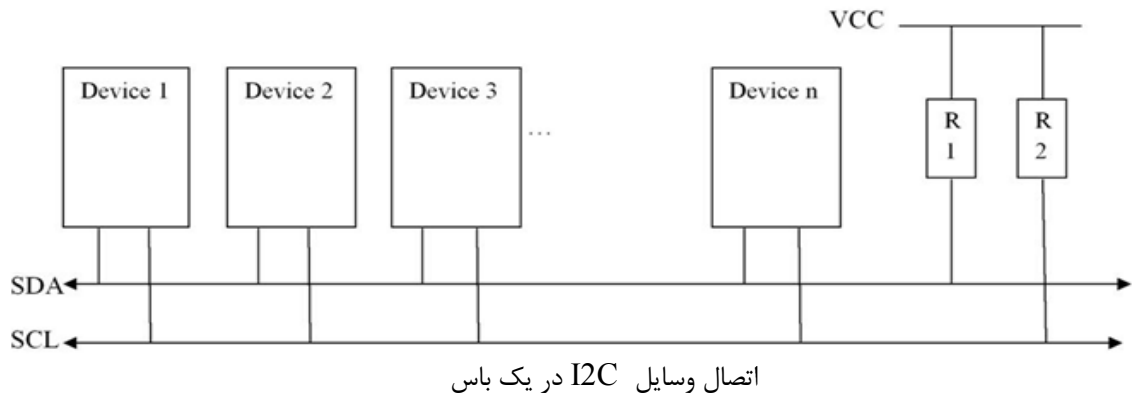 VCC
Device 1
Device 2
Device 3
...
Device n
R
1
R
2
SDA
SCL
اتصال وسایل I2C در یک باس